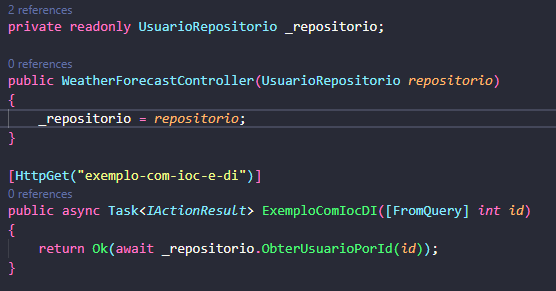 2 references
private readonly UsuarioRepositorio _repositorio;
0 references
public WeatherForecastController(UsuarioRepositorio repositorio)
{
_repositorio = repositorio;
}
[HttpGet("exemplo-com-ioc-e-di")]
0 references
public async Task<IActionResult> ExemploComIocDI([FromQuery] int id)
{
return Ok(await _repositorio.ObterUsuarioPorId(id));
}